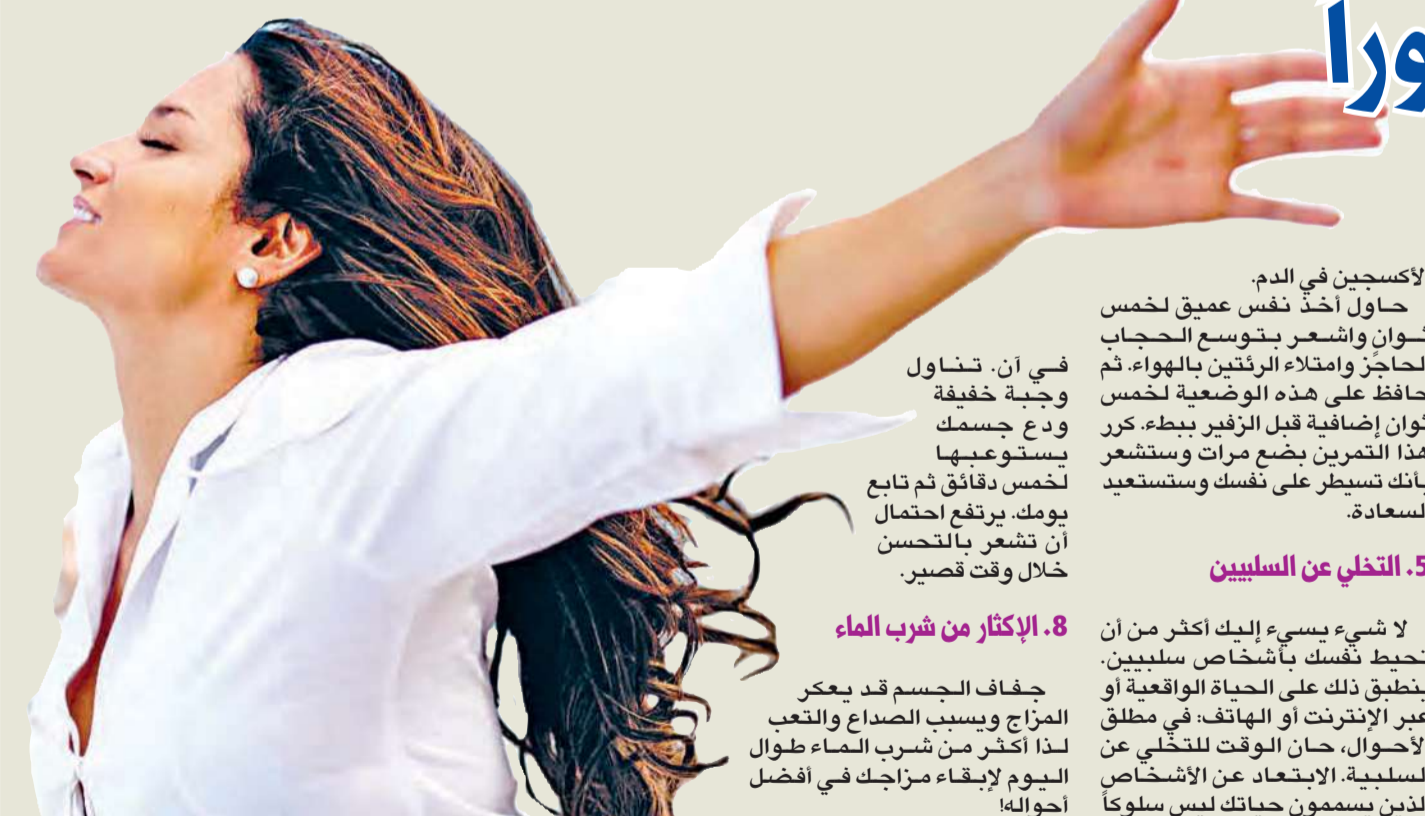 وراً
لأكسجين في الدم.
حاول أخذ نفس عميق لخمس
ثوانٍ واشعر بتوسع الحجاب
لحاجز وامتلاء الرئتين بالهواء. ثم
حافظ على هذه الوضعية لخمس
ثوان إضافية قبل الزفير ببطء. كرر
هذا التمرين بضع مرات وستشعر
بأنك تسيطر على نفسك وستستعيد
لسعادة.
5. التخلي عن السلبيين
لا شيء يسيء إليك أكثر من أن
تحيط نفسك بأشخاص سلبيين.
ينطبق ذلك على الحياة الواقعية أو
عبر الإنترنت أو الهاتف: في مطلق
لأحوال، حان الوقت للتخلي عن
لسلبية. الابتعاد عن الأشخاص
لذين يسممون حياتك ليس سلوكاً
في آن. تناول
وجبة خفيفة
ودع جسمك
يستوعبها
لخمس دقائق ثم تابع
يومك. يرتفع احتمال
أن تشعر بالتحسن
خلال وقت قصير.
8. الإكثار من شرب الماء
جفاف الجسم قد يعكر
المزاج ويسبب الصداع والتعب
لذا أكثر من شرب الماء طوال
اليوم لإبقاء مزاجك في أفضل
أحواله!